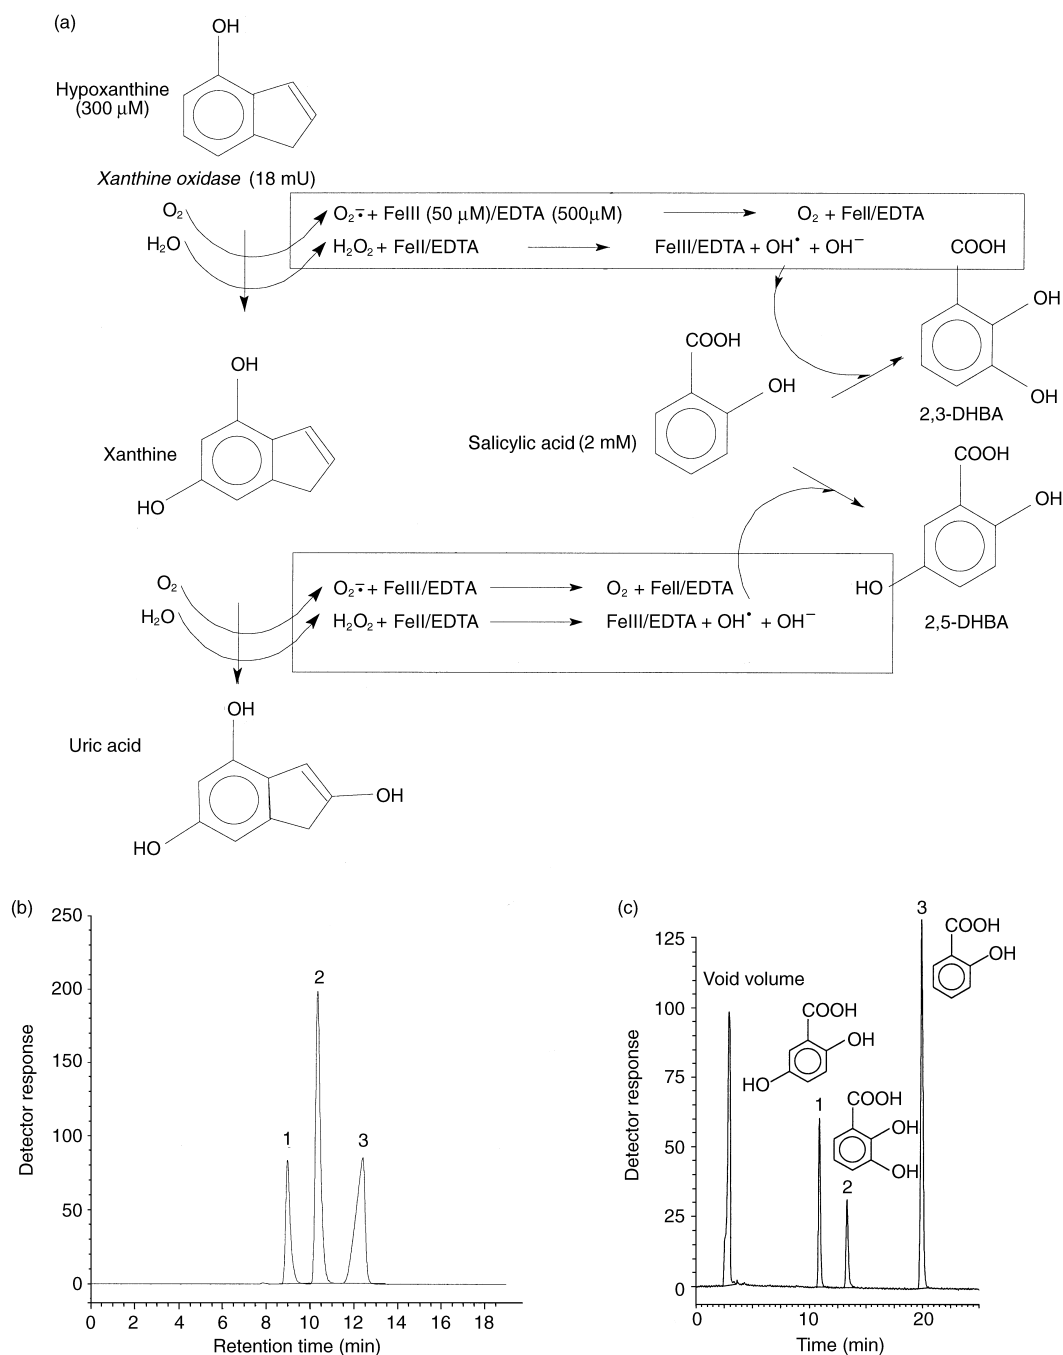 (a)
OH
Hypoxanthine
(300 µM)
Xanthine oxidase (18 mU)
O₂
H₂O
O₂⁻• + FeIII (50 µM)/EDTA (500µM)
O₂ + FeII/EDTA
H₂O₂ + FeII/EDTA
FeIII/EDTA + OH• + OH⁻
COOH
OH
OH
2,3-DHBA
OH
Xanthine
HO
COOH
OH
Salicylic acid (2 mM)
COOH
OH
HO
2,5-DHBA
O₂
H₂O
O₂⁻• + FeIII/EDTA
O₂ + FeII/EDTA
H₂O₂ + FeII/EDTA
FeIII/EDTA + OH• + OH⁻
OH
Uric acid
OH
HO
(b)
250
200
150
100
50
0
Detector response
1
2
3
0 2 4 6 8 10 12 14 16 18
Retention time (min)
(c)
125
100
75
50
25
0
Detector response
Void volume
COOH
OH
HO
1
COOH
OH
OH
2
3
COOH
OH
0 10 20
Time (min)